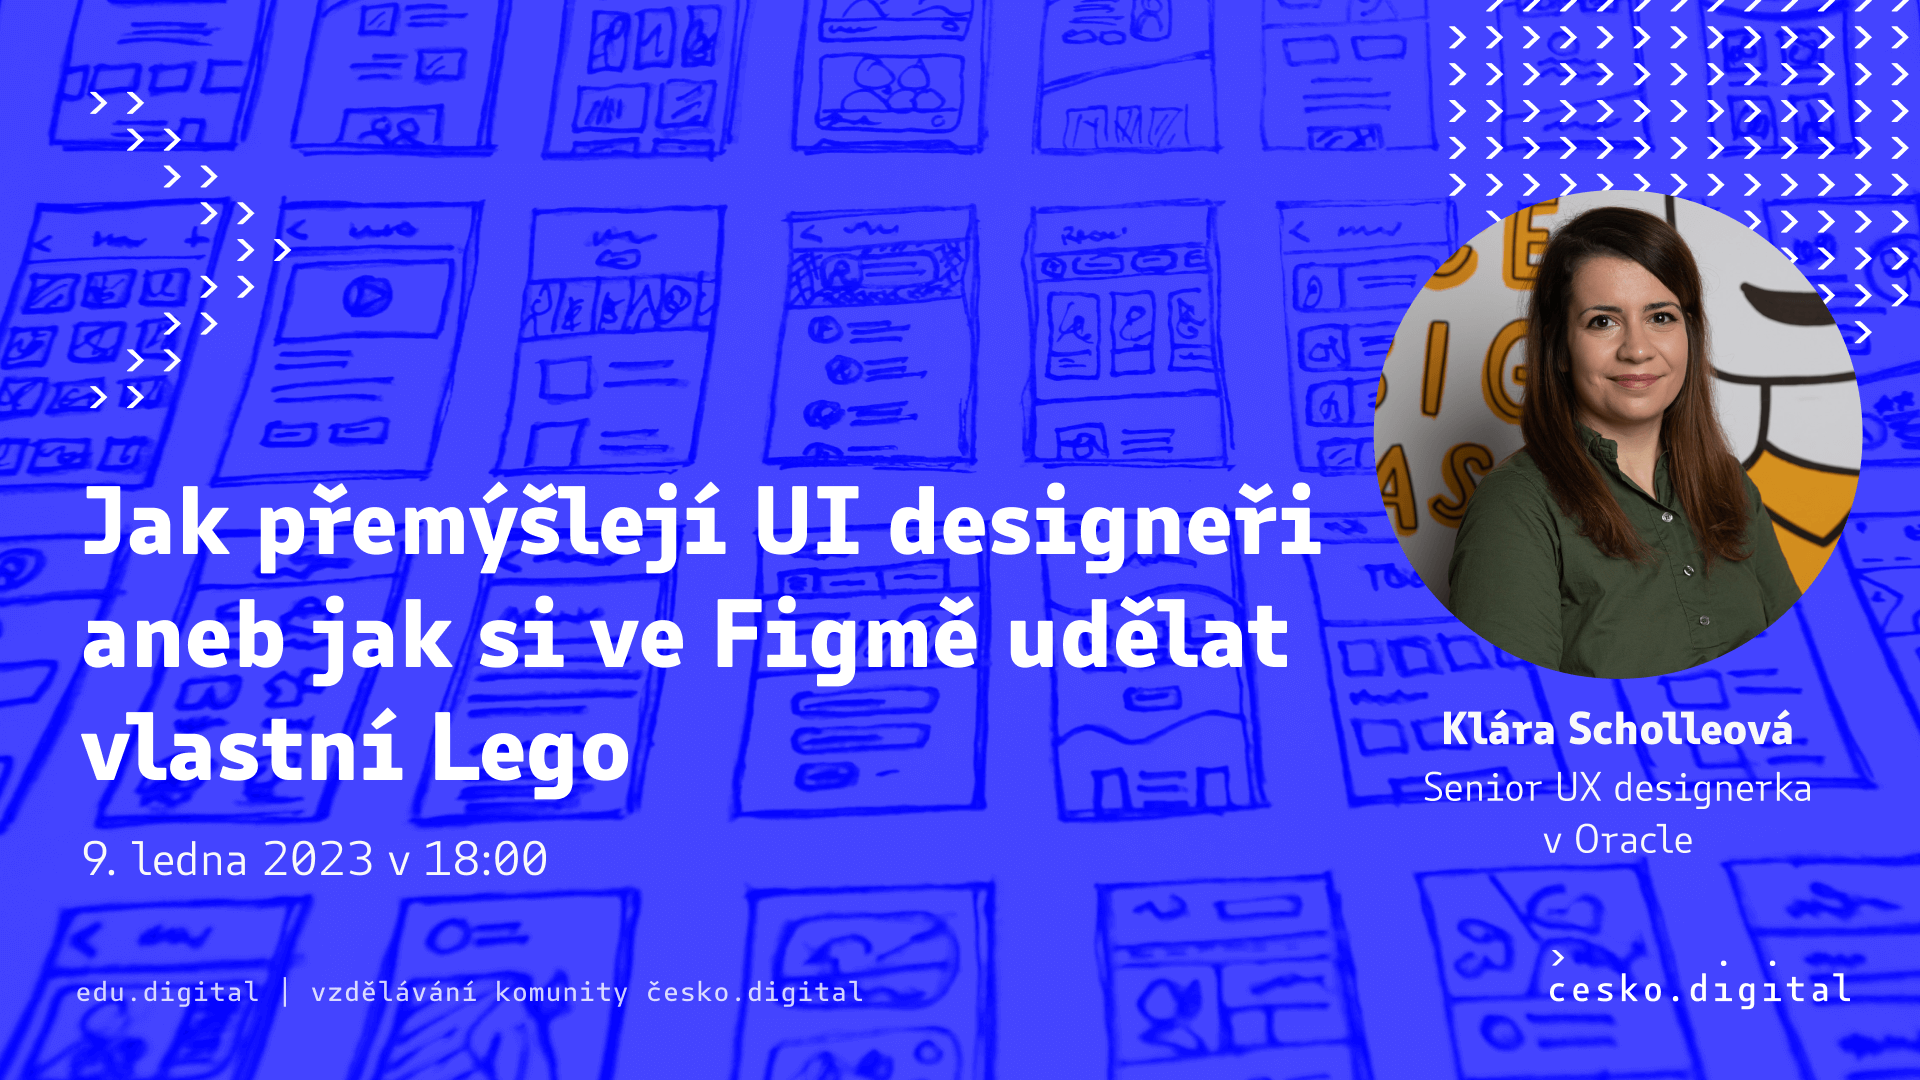 Jak přemýšlejí UI designeři
aneb jak si ve Figmě udělat
vlastní Lego
9. ledna 2023 v 18:00
Klára Scholleová
Senior UX designerka
v Oracle
edu.digital | vzdělávání komunity česko.digital
cesko.digital